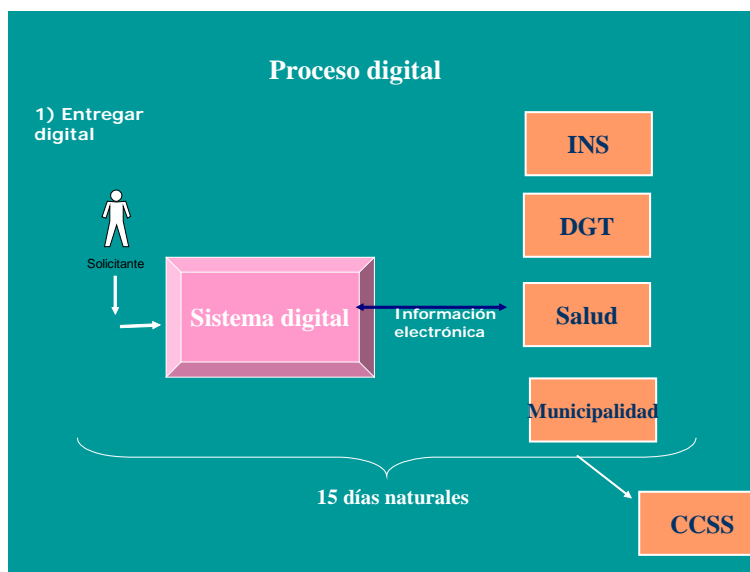 Proceso digital
1) Entregar
digital
INS
DGT
Solicitante
Sistema digital
Información
electrónica
Salud
Municipalidad
15 días naturales
CCSS